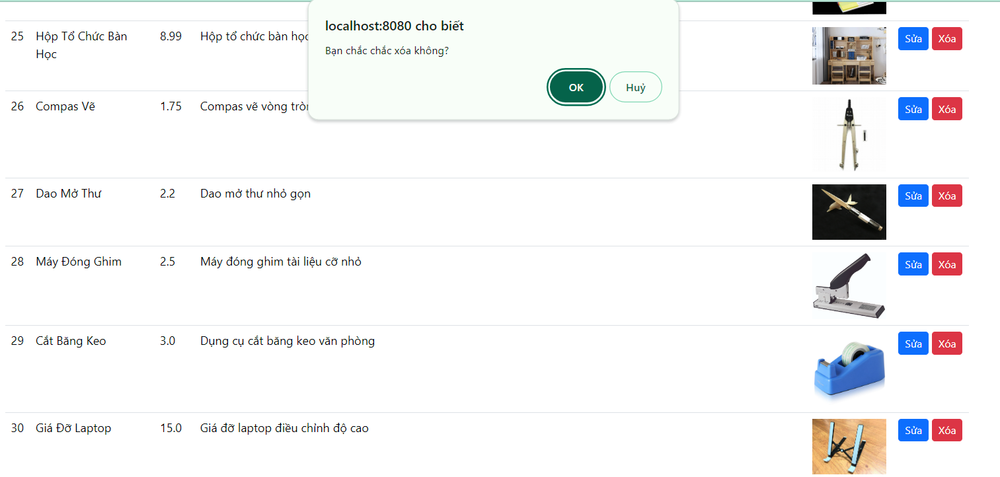 localhost:8080 cho biết
Bạn chắc chắc xóa không?
OK Huỷ
25 Hộp Tổ Chức Bàn Học 8.99 Hộp tổ chức bàn học Sửa Xóa
26 Compas Vẽ 1.75 Compas vẽ vòng tròn Sửa Xóa
27 Dao Mở Thư 2.2 Dao mở thư nhỏ gọn Sửa Xóa
28 Máy Đóng Ghim 2.5 Máy đóng ghim tài liệu cỡ nhỏ Sửa Xóa
29 Cắt Băng Keo 3.0 Dụng cụ cắt băng keo văn phòng Sửa Xóa
30 Giá Đỡ Laptop 15.0 Giá đỡ laptop điều chỉnh độ cao Sửa Xóa